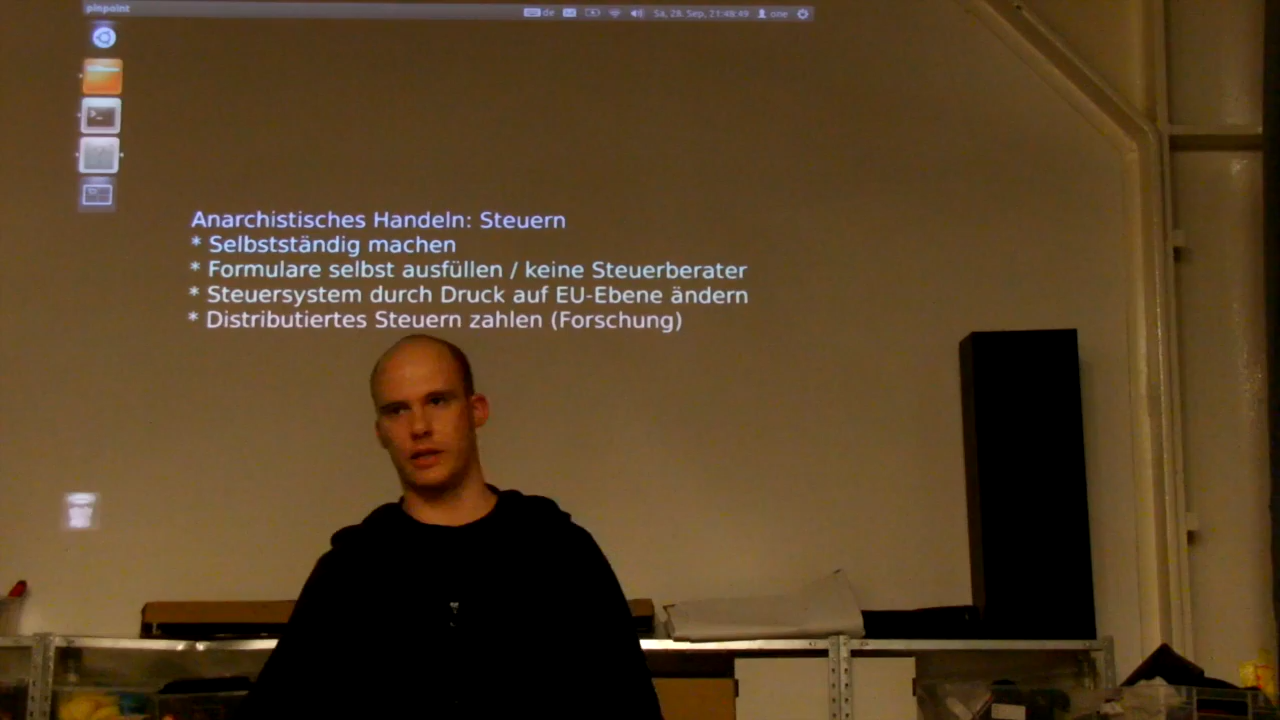 pinpoint
de Sa, 28. Sep, 21:48:49 one
Anarchistisches Handeln: Steuern
* Selbstständig machen
* Formulare selbst ausfüllen / keine Steuerberater
* Steuersystem durch Druck auf EU-Ebene ändern
* Distributiertes Steuern zahlen (Forschung)